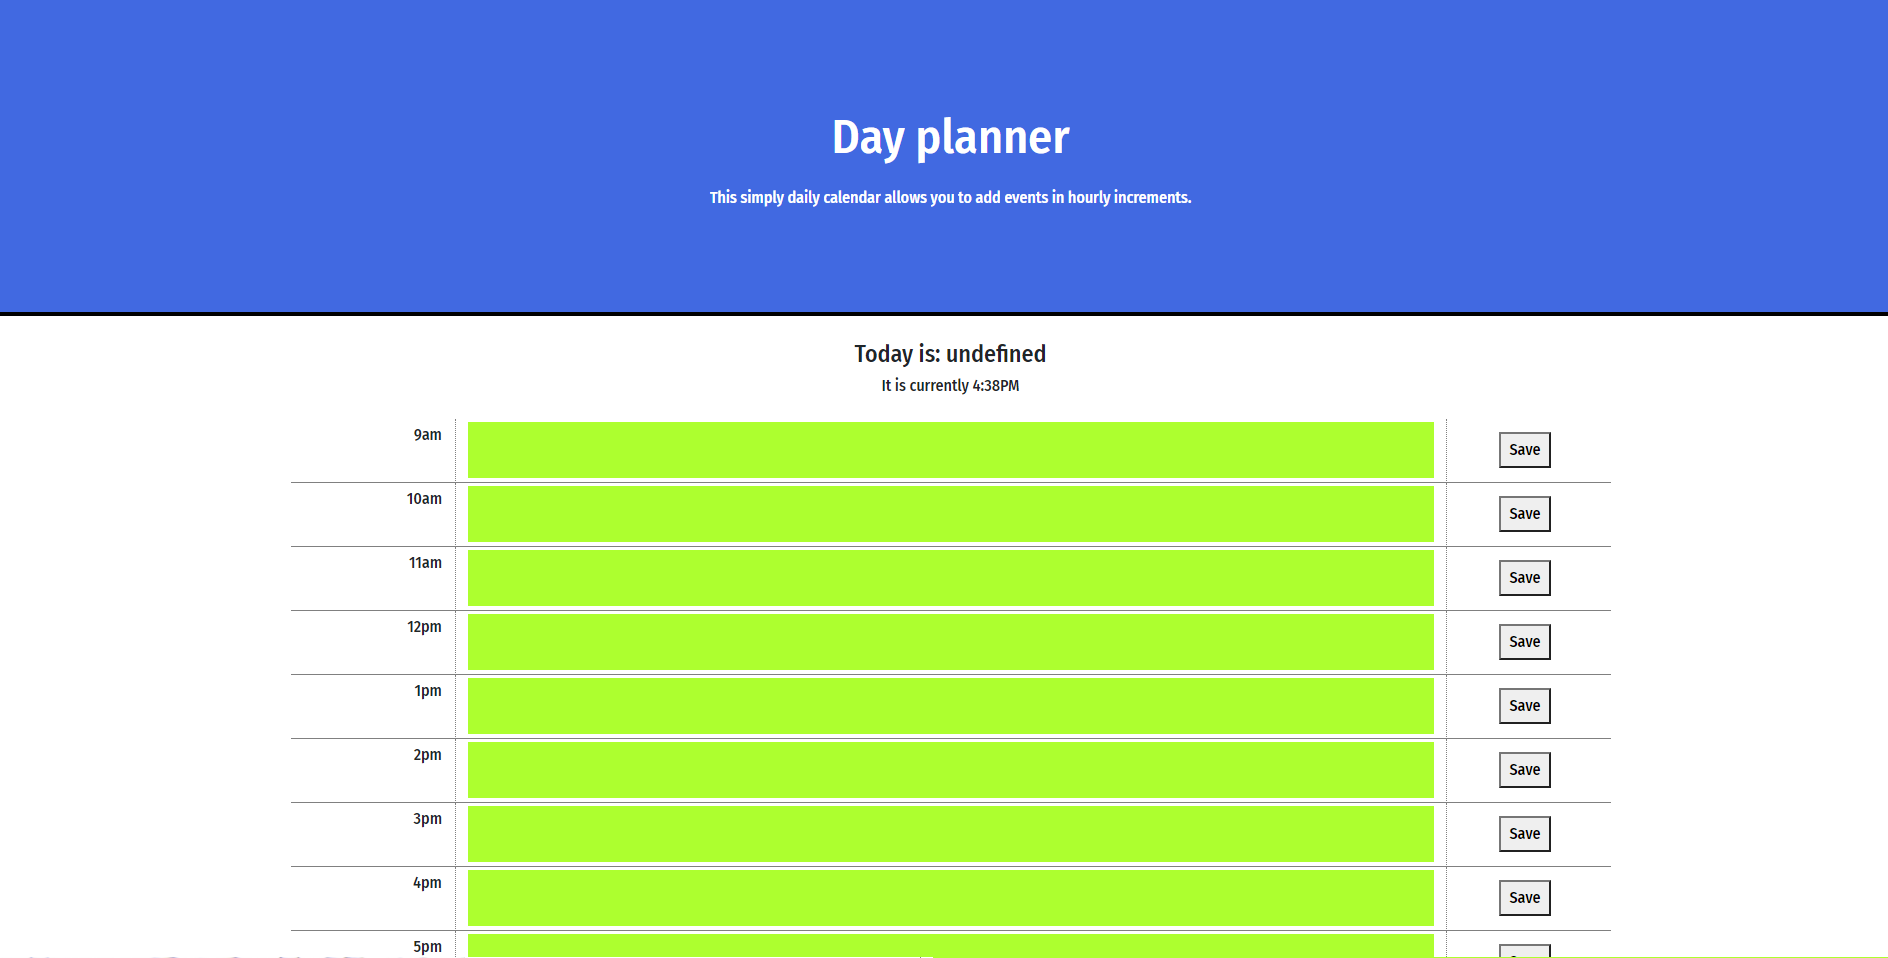 Day planner
This simply daily calendar allows you to add events in hourly increments.
Today is: undefined
It is currently 4:38PM
9am Save
10am Save
11am Save
12pm Save
1pm Save
2pm Save
3pm Save
4pm Save
5pm